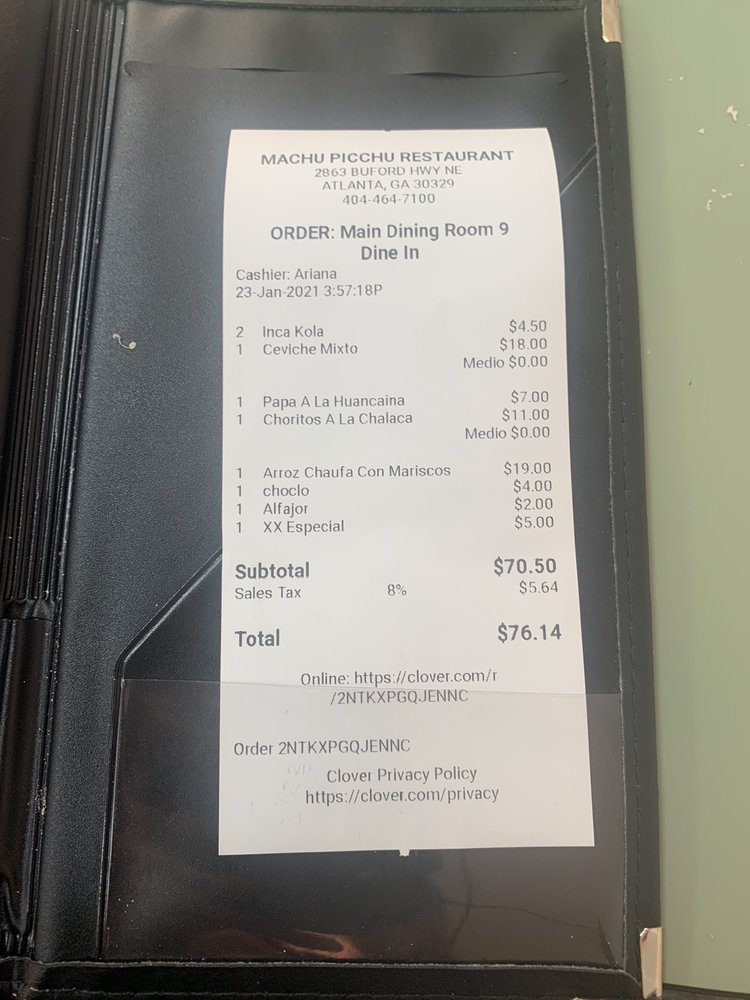 MACHU PICCHU RESTAURANT
2863 BUFORD HWY NE
ATLANTA, GA 30329
404-464-7100
ORDER: Main Dining Room 9
Dine In
Cashier: Ariana
23-Jan-2021 3:57:18P
2 Inca Kola $4.50
1 Ceviche Mixto $18.00
Medio $0.00
1 Papa A La Huancaina $7.00
1 Choritos A La Chalaca $11.00
Medio $0.00
1 Arroz Chaufa Con Mariscos $19.00
1 choclo $4.00
1 Alfajor $2.00
1 XX Especial $5.00
Subtotal $70.50
Sales Tax 8% $5.64
Total $76.14
Online: https://clover.com/r
/2NTKXPGQJENNC
Order 2NTKXPGQJENNC
Clover Privacy Policy
https://clover.com/privacy